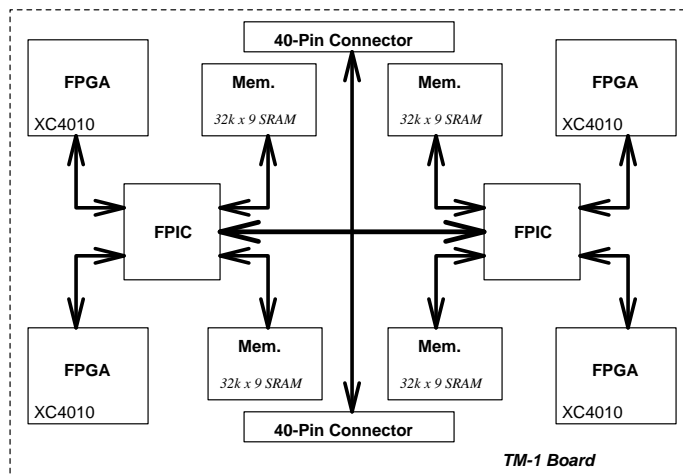 40-Pin Connector
FPGA
XC4010
Mem.
32k x 9 SRAM
Mem.
32k x 9 SRAM
FPGA
XC4010
FPIC
FPIC
FPGA
XC4010
Mem.
32k x 9 SRAM
Mem.
32k x 9 SRAM
FPGA
XC4010
40-Pin Connector
TM-1 Board